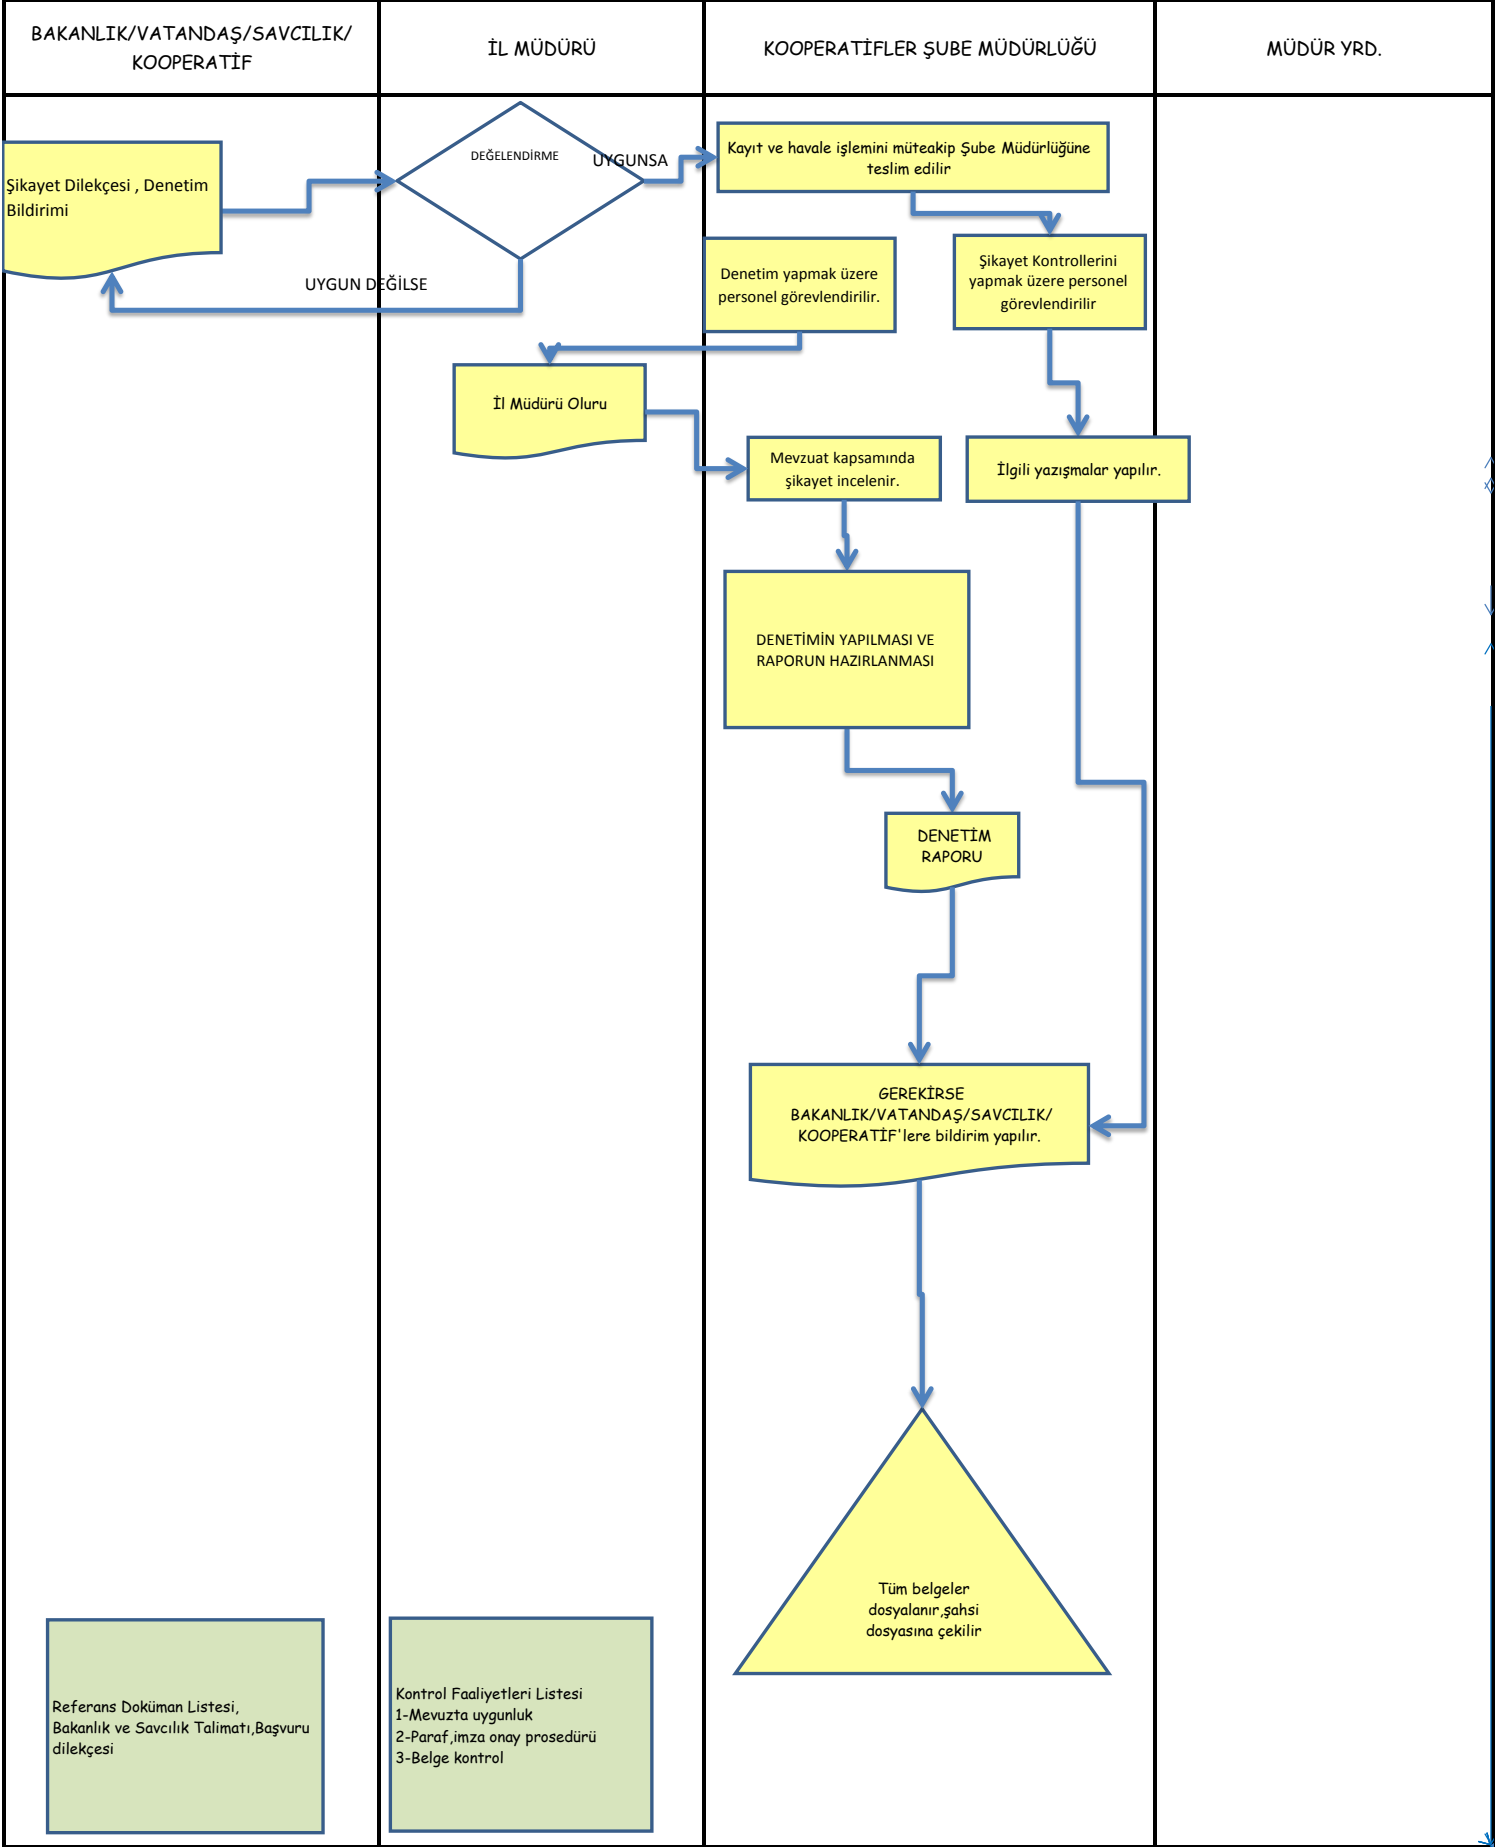 BAKANLIK/VATANDAŞ/SAVCILIK/
KOOPERATİF
İL MÜDÜRÜ
KOOPERATİFLER ŞUBE MÜDÜRLÜĞÜ
MÜDÜR YRD.
Şikayet Dilekçesi , Denetim
Bildirimi
DEĞELENDİRME
UYGUNSA
UYGUN DEĞİLSE
Kayıt ve havale işlemini müteakip Şube Müdürlüğüne
teslim edilir
Denetim yapmak üzere
personel görevlendirilir.
Şikayet Kontrollerini
yapmak üzere personel
görevlendirilir
İl Müdürü Oluru
Mevzuat kapsamında
şikayet incelenir.
İlgili yazışmalar yapılır.
DENETİMİN YAPILMASI VE
RAPORUN HAZIRLANMASI
DENETİM
RAPORU
GEREKİRSE
BAKANLIK/VATANDAŞ/SAVCILIK/
KOOPERATİF'lere bildirim yapılır.
Tüm belgeler
dosyalanır,şahsi
dosyasına çekilir
Referans Doküman Listesi,
Bakanlık ve Savcılık Talimatı,Başvuru
dilekçesi
Kontrol Faaliyetleri Listesi
1-Mevuzta uygunluk
2-Paraf,imza onay prosedürü
3-Belge kontrol